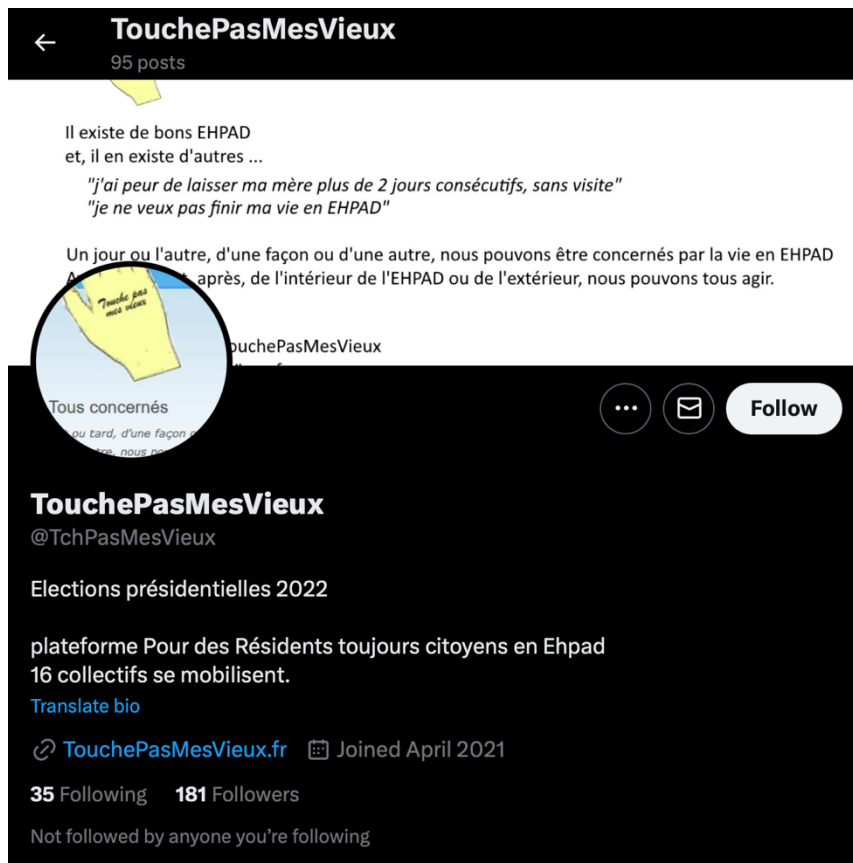 TouchePasMesVieux
95 posts
Il existe de bons EHPAD
et, il en existe d'autres ...
"j'ai peur de laisser ma mère plus de 2 jours consécutifs, sans visite"
"je ne veux pas finir ma vie en EHPAD"
Un jour ou l'autre, d'une façon ou d'une autre, nous pouvons être concernés par la vie en EHPAD
après, de l'intérieur de l'EHPAD ou de l'extérieur, nous pouvons tous agir.
Touche pas
mes vieux
ouchePasMesVieux
Tous concernés
ou tard, d'une façon
Follow
TouchePasMesVieux
@TchPasMesVieux
Elections présidentielles 2022
plateforme Pour des Résidents toujours citoyens en Ehpad
16 collectifs se mobilisent.
Translate bio
TouchePasMesVieux.fr Joined April 2021
35 Following 181 Followers
Not followed by anyone you're following